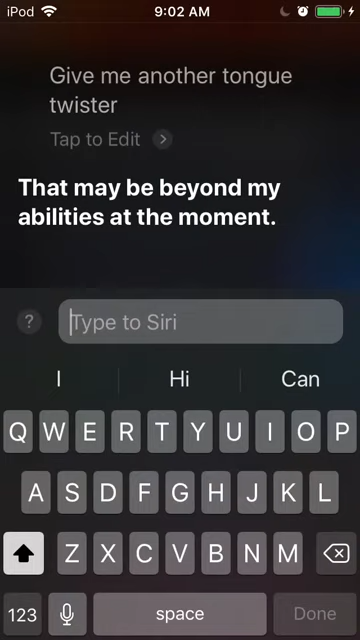 iPod 9:02 AM
Give me another tongue
twister
Tap to Edit
That may be beyond my
abilities at the moment.
? Type to Siri
I Hi Can
Q W E R T Y U I O P
A S D F G H J K L
Z X C V B N M
123 space Done